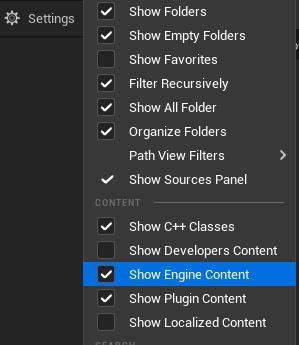 Settings
Show Folders
Show Empty Folders
Show Favorites
Filter Recursively
Show All Folder
Organize Folders
Path View Filters
Show Sources Panel
CONTENT
Show C++ Classes
Show Developers Content
Show Engine Content
Show Plugin Content
Show Localized Content
SEARCH